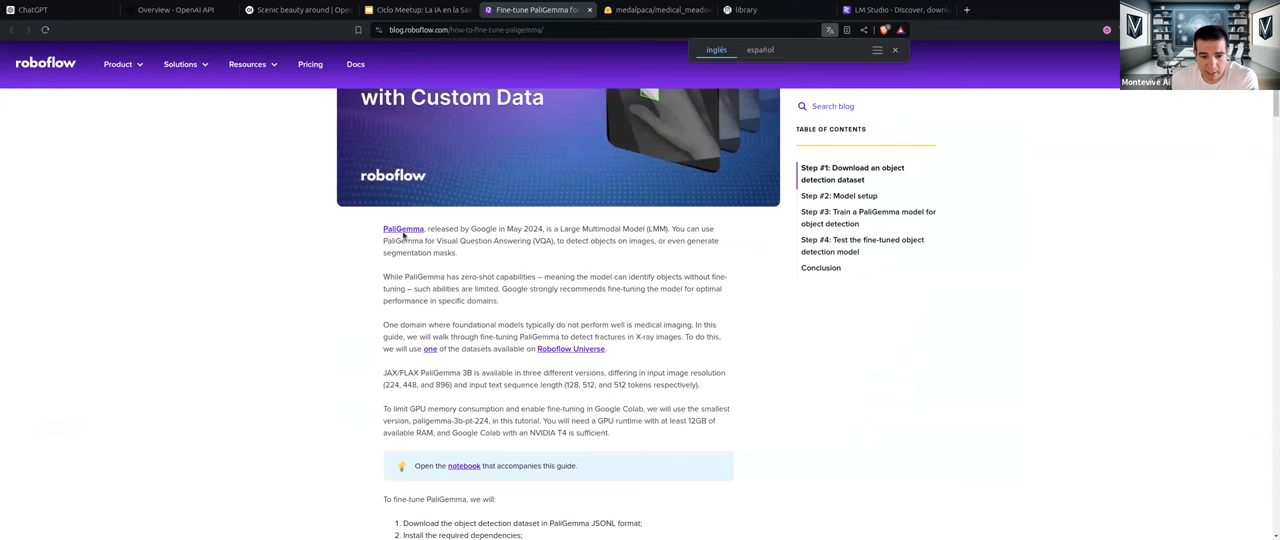 ChatGPT
Overview - OpenAI API
Scenic beauty around | Open
Ciclo Meetup: La IA en la Sal
Fine-tune PaliGemma for
medalpaca/medical_meadow
library
LM Studio - Discover, downl
blog.roboflow.com/how-to-fine-tune-paligemma/
inglés
español
roboflow
Product
Solutions
Resources
Pricing
Docs
Montevive Ai
with Custom Data
roboflow
Search blog
TABLE OF CONTENTS
Step #1: Download an object
detection dataset
Step #2: Model setup
Step #3: Train a PaliGemma model for
object detection
Step #4: Test the fine-tuned object
detection model
Conclusion
PaliGemma, released by Google in May 2024, is a Large Multimodal Model (LMM). You can use
PaliGemma for Visual Question Answering (VQA), to detect objects on images, or even generate
segmentation masks.
While PaliGemma has zero-shot capabilities – meaning the model can identify objects without fine-
tuning – such abilities are limited. Google strongly recommends fine-tuning the model for optimal
performance in specific domains.
One domain where foundational models typically do not perform well is medical imaging. In this
guide, we will walk through fine-tuning PaliGemma to detect fractures in X-ray images. To do this,
we will use one of the datasets available on Roboflow Universe.
JAX/FLAX PaliGemma 3B is available in three different versions, differing in input image resolution
(224, 448, and 896) and input text sequence length (128, 512, and 512 tokens respectively).
To limit GPU memory consumption and enable fine-tuning in Google Colab, we will use the smallest
version, paligemma-3b-pt-224, in this tutorial. You will need a GPU runtime with at least 12GB of
available RAM, and Google Colab with an NVIDIA T4 is sufficient.
Open the notebook that accompanies this guide.
To fine-tune PaliGemma, we will:
1. Download the object detection dataset in PaliGemma JSONL format;
2. Install the required dependencies;